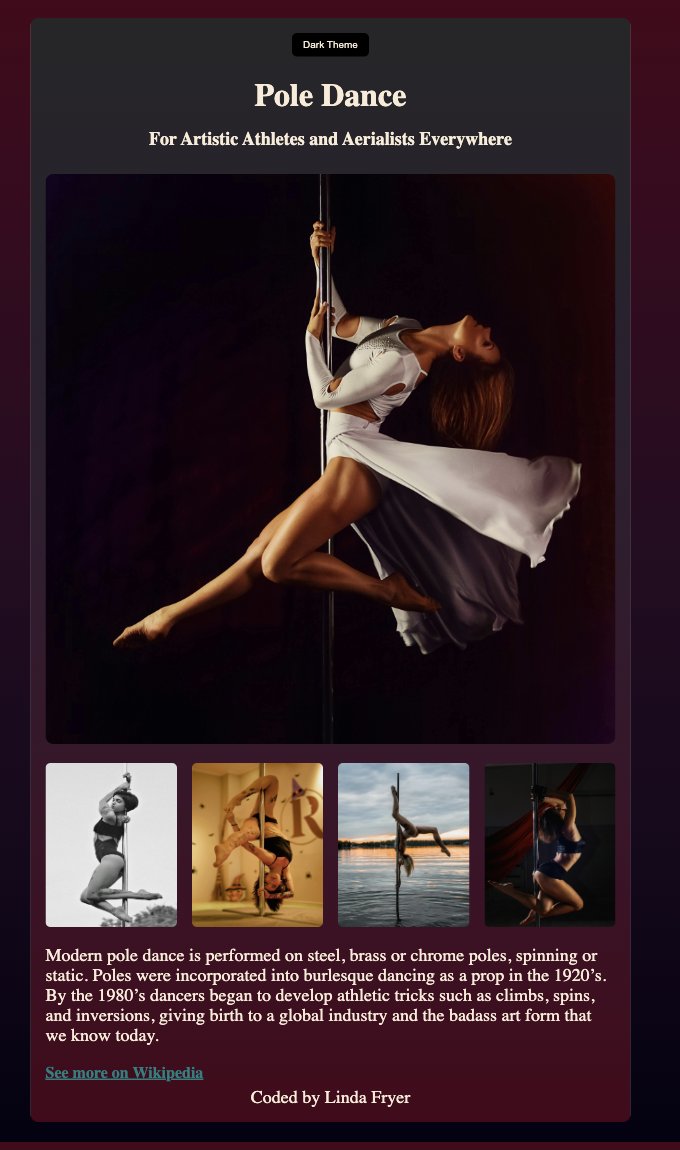 Dark Theme
Pole Dance
For Artistic Athletes and Aerialists Everywhere
R
Modern pole dance is performed on steel, brass or chrome poles, spinning or
static. Poles were incorporated into burlesque dancing as a prop in the 1920’s.
By the 1980’s dancers began to develop athletic tricks such as climbs, spins,
and inversions, giving birth to a global industry and the badass art form that
we know today.
See more on Wikipedia
Coded by Linda Fryer